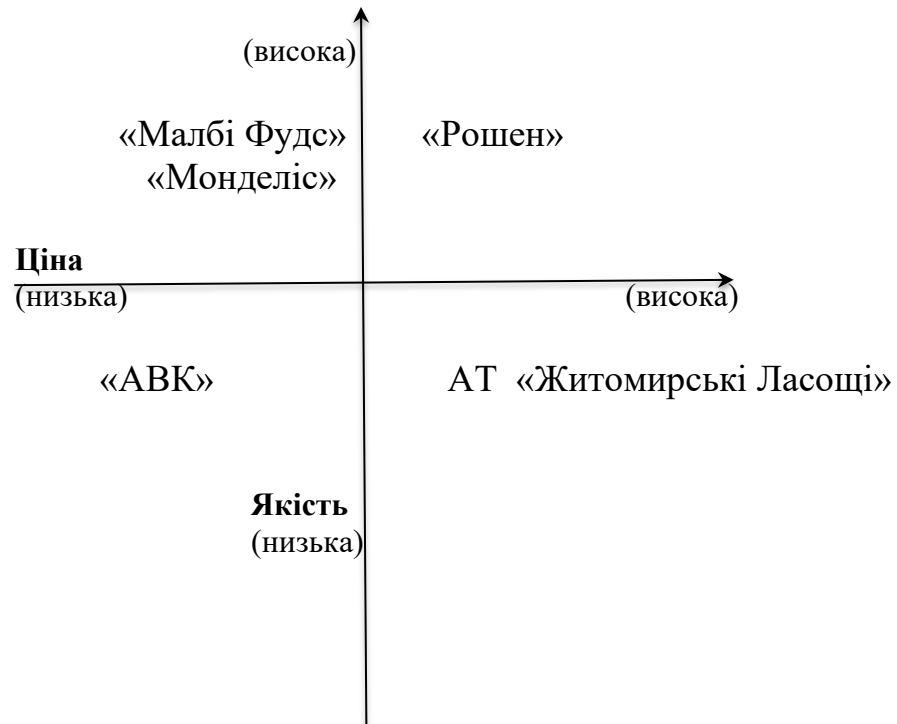 (висока)
«Малбі Фудс» «Рошен»
«Монделіс»
Ціна
(низька) (висока)
«АВК» АТ «Житомирські Ласощі»
Якість
(низька)